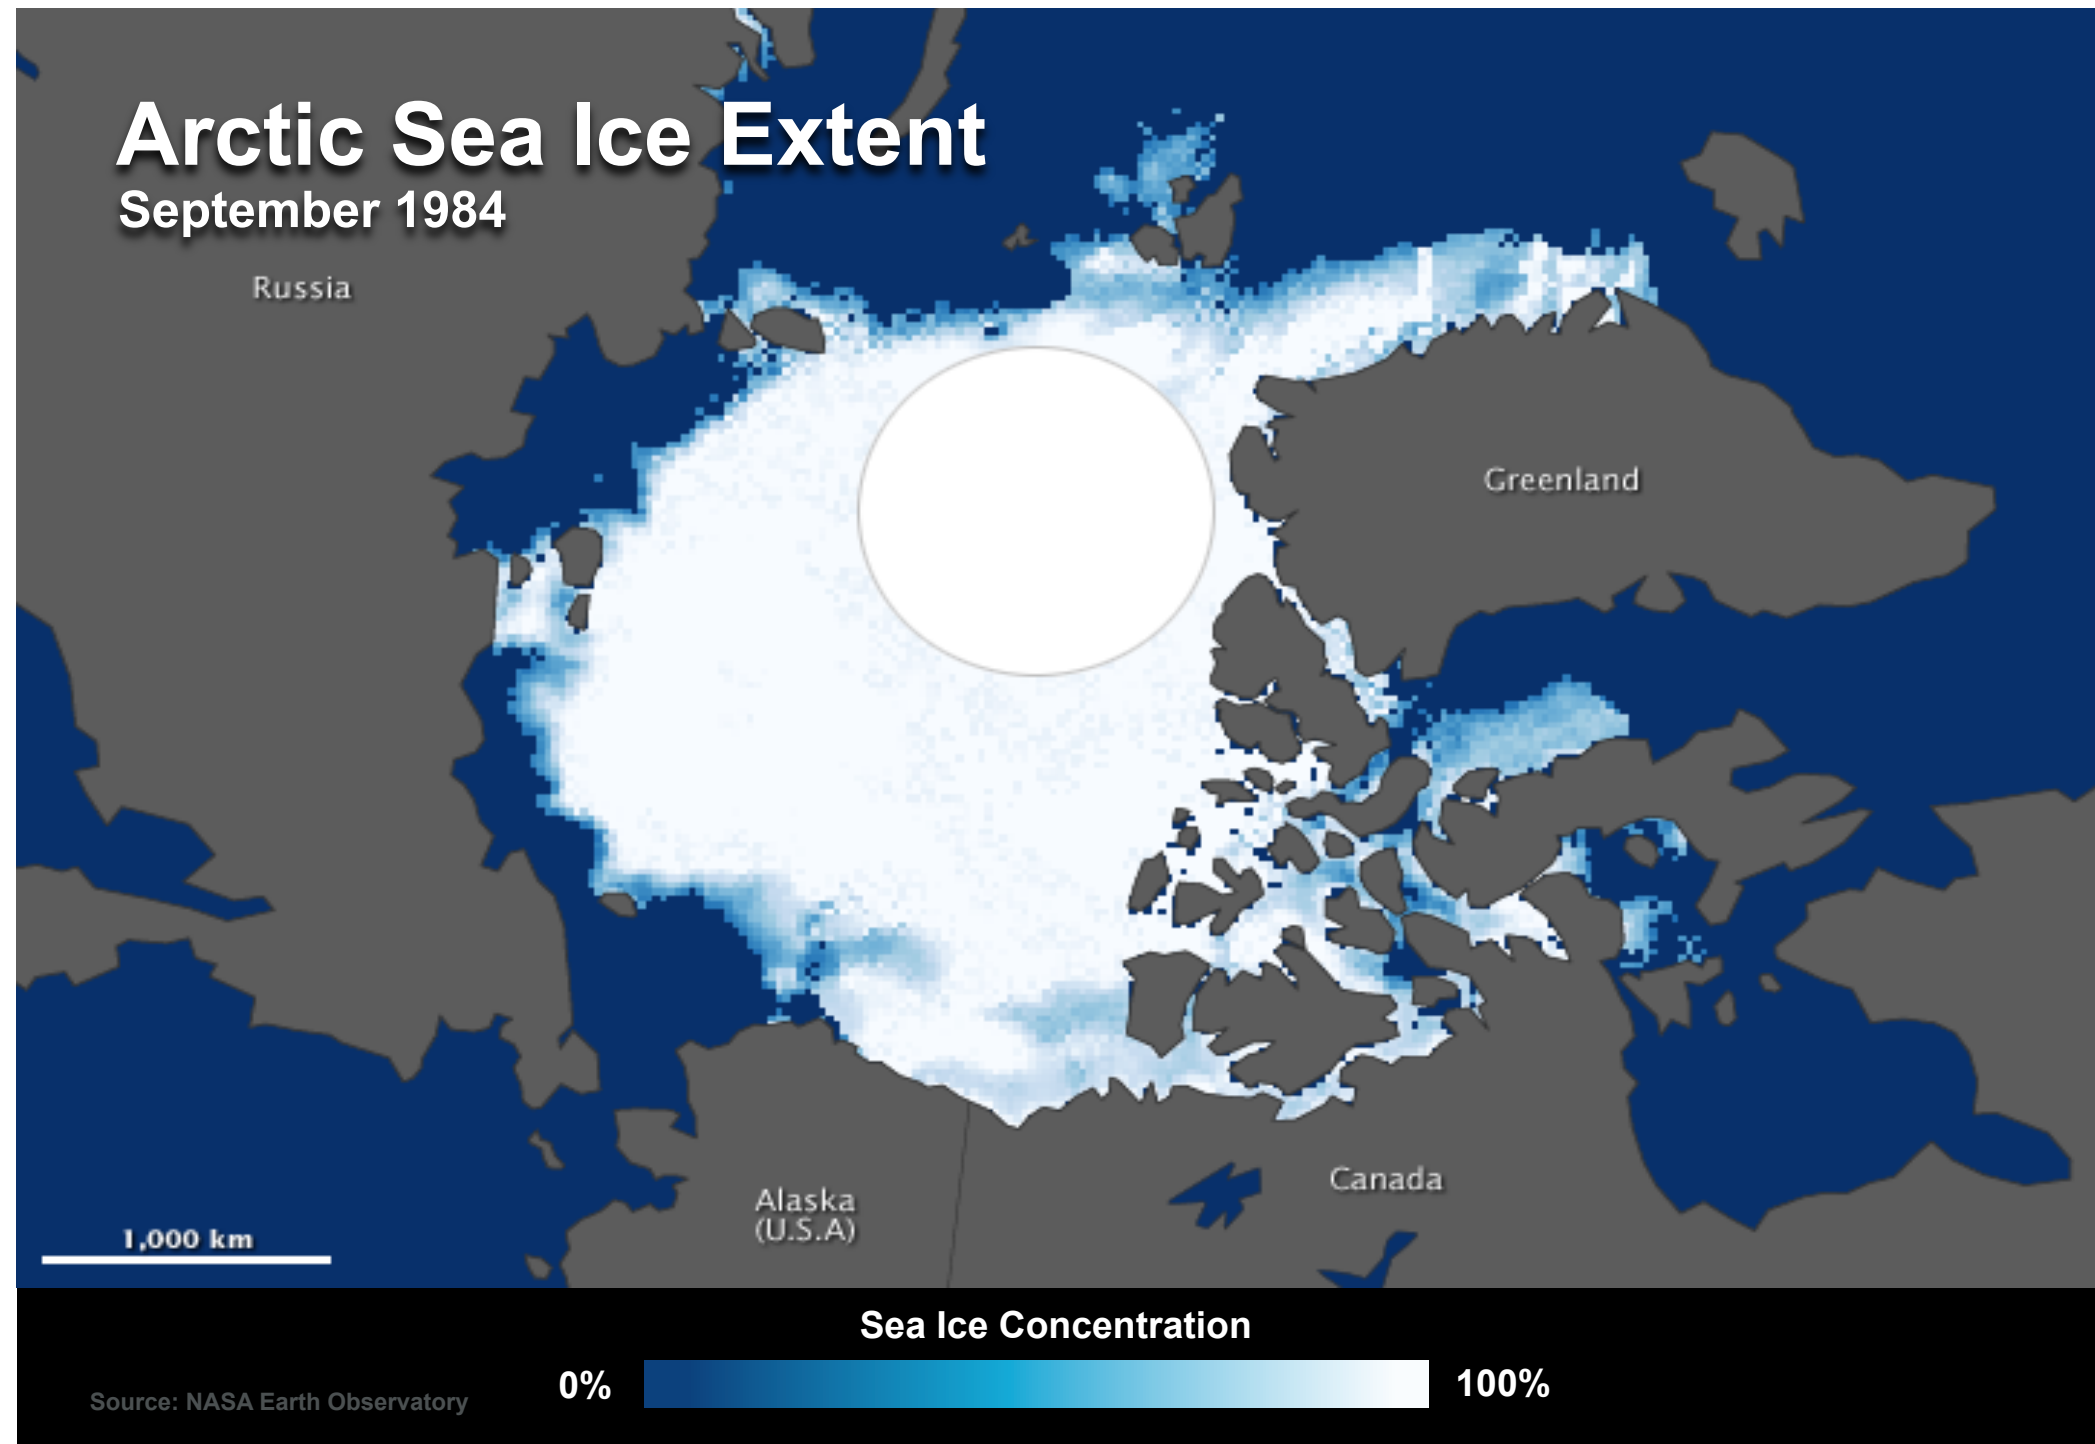 Arctic Sea Ice Extent
September 1984
Russia
Greenland
Canada
Alaska
(U.S.A)
1,000 km
Sea Ice Concentration
0%
100%
Source: NASA Earth Observatory